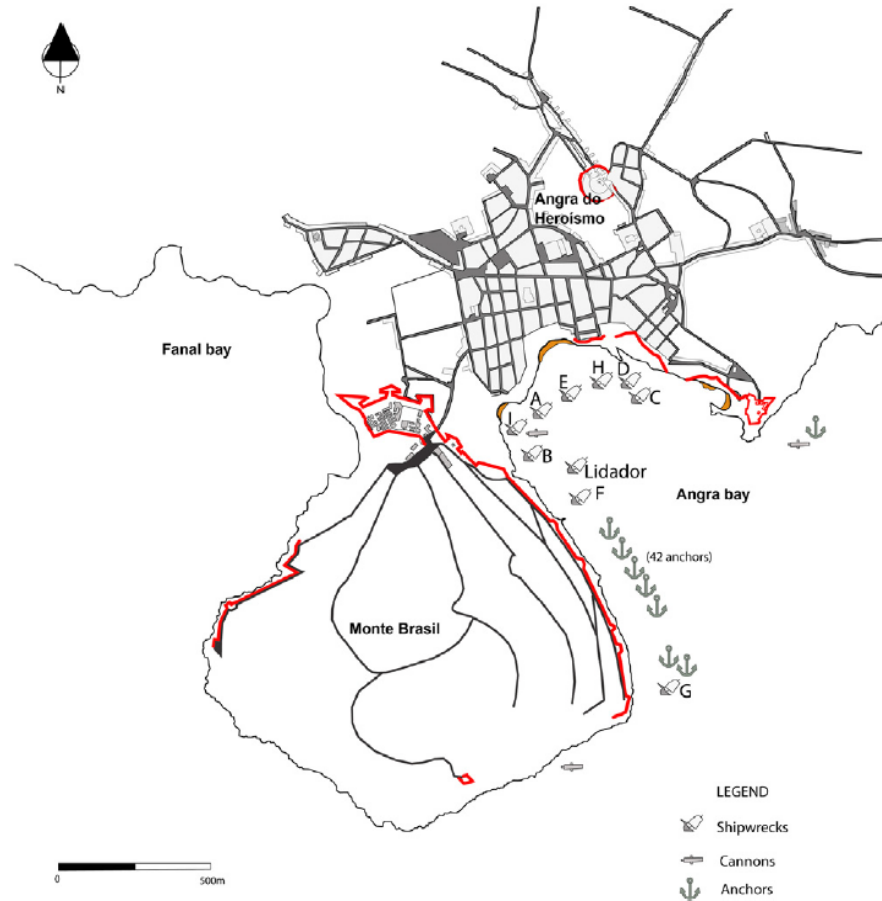 N
Angra do
Heroísmo
Fanal bay
H
D
E
C
A
I
B
Lidador
F
Angra bay
(42 anchors)
Monte Brasil
G
LEGEND
Shipwrecks
Cannons
Anchors
0
500m